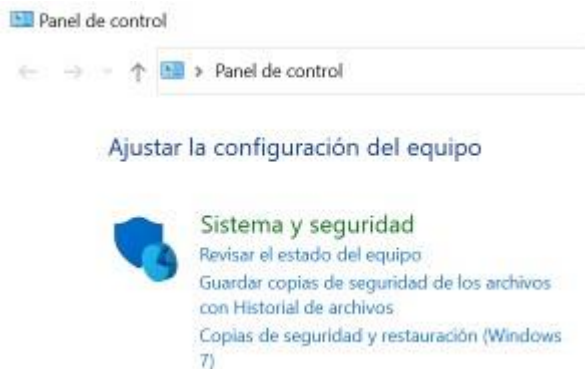 Panel de control
Panel de control
Ajustar la configuración del equipo
Sistema y seguridad
Revisar el estado del equipo
Guardar copias de seguridad de los archivos
con Historial de archivos
Copias de seguridad y restauración (Windows
7)